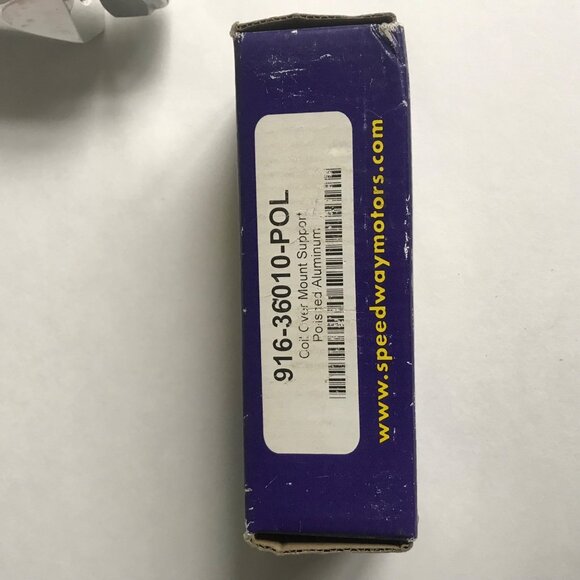 916-36010-POL
Coil Over Mount Support
Polished Aluminum
www.speedwaymotors.com